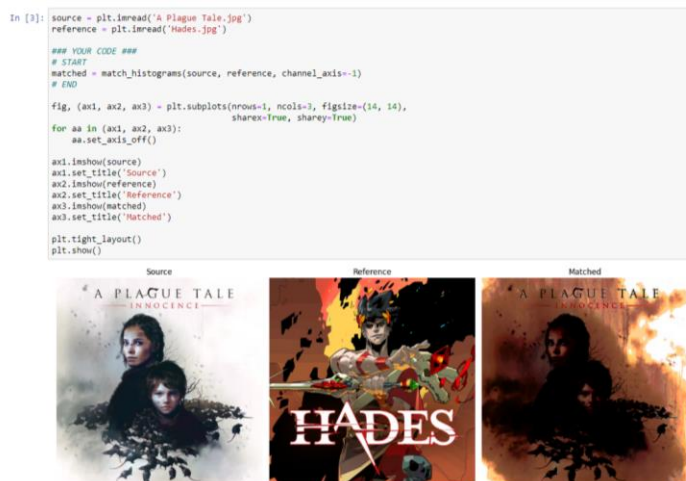 In [3]: source = plt.imread('A Plague Tale.jpg')
reference = plt.imread('Hades.jpg')
### YOUR CODE ###
# START
matched = match_histograms(source, reference, channel_axis=-1)
# END
fig, (ax1, ax2, ax3) = plt.subplots(nrows=1, ncols=3, figsize=(14, 14),
sharex=True, sharey=True)
for aa in (ax1, ax2, ax3):
aa.set_axis_off()
ax1.imshow(source)
ax1.set_title('Source')
ax2.imshow(reference)
ax2.set_title('Reference')
ax3.imshow(matched)
ax3.set_title('Matched')
plt.tight_layout()
plt.show()
Source Reference Matched
A PLAGUE TALE
INNOCENCE
HADES
A PLAGUE TALE
INNOCENCE